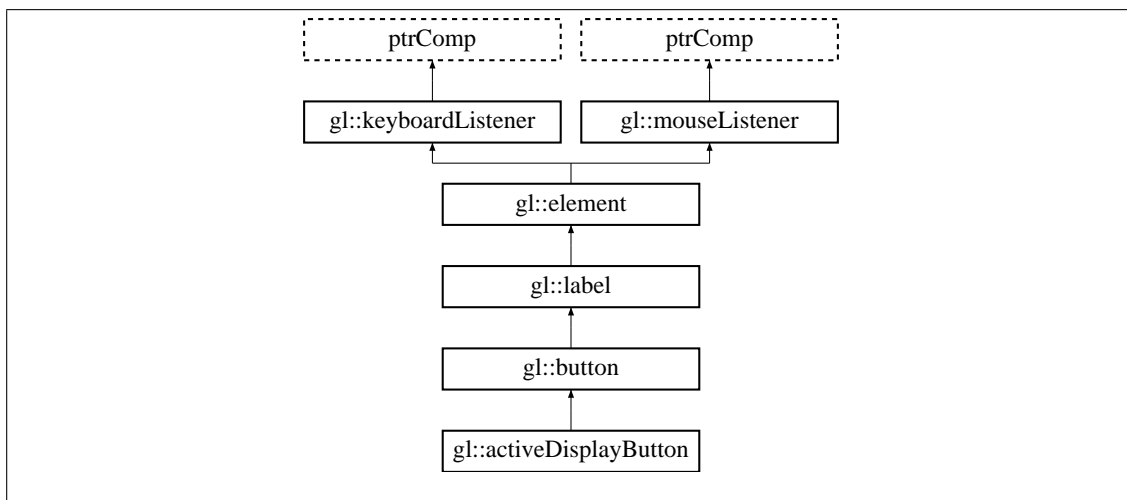 ptrComp ptrComp
gl::keyboardListener gl::mouseListener
gl::element
gl::label
gl::button
gl::activeDisplayButton